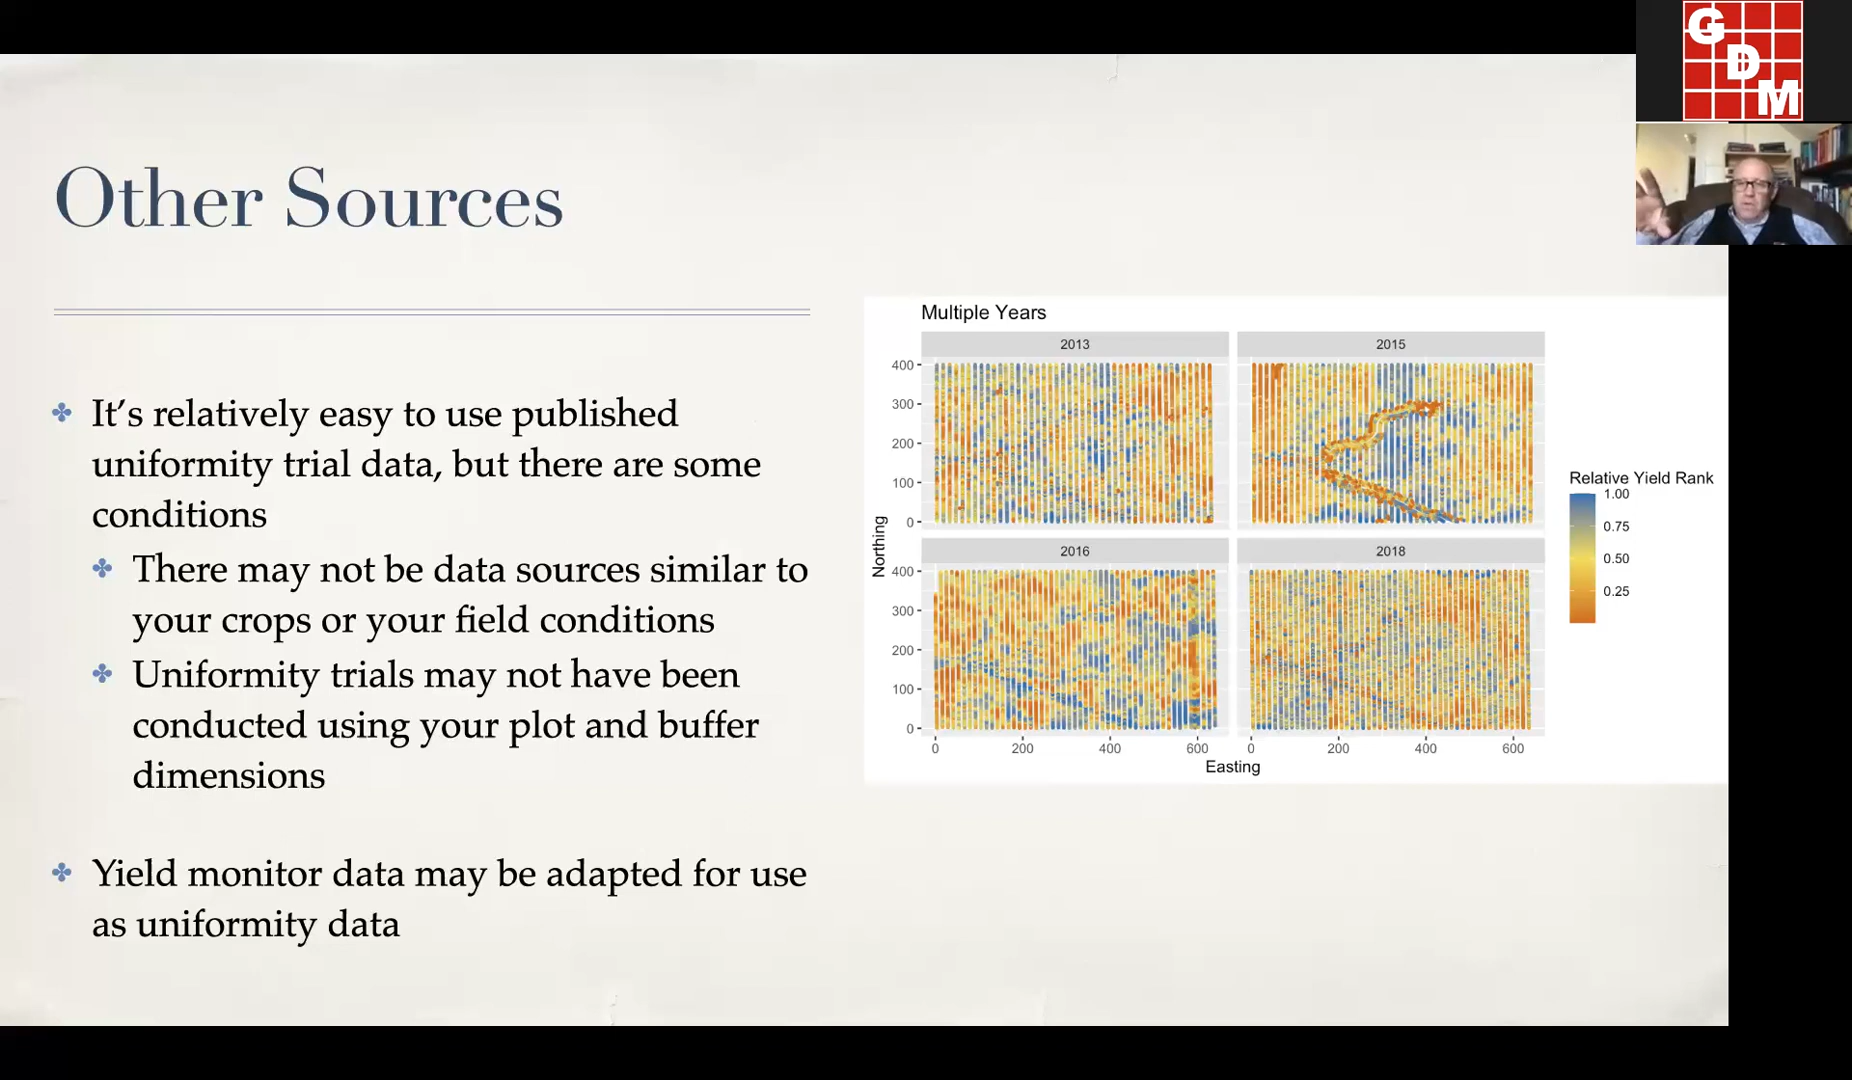 G
D
M
Other Sources
It's relatively easy to use published
uniformity trial data, but there are some
conditions
There may not be data sources similar to
your crops or your field conditions
Uniformity trials may not have been
conducted using your plot and buffer
dimensions
Yield monitor data may be adapted for use
as uniformity data
Multiple Years
2013
2015
400
300
200
100
0
2016
2018
400
300
200
100
0
0 200 400 600
0 200 400 600
Northing
Easting
Relative Yield Rank
1.00
0.75
0.50
0.25